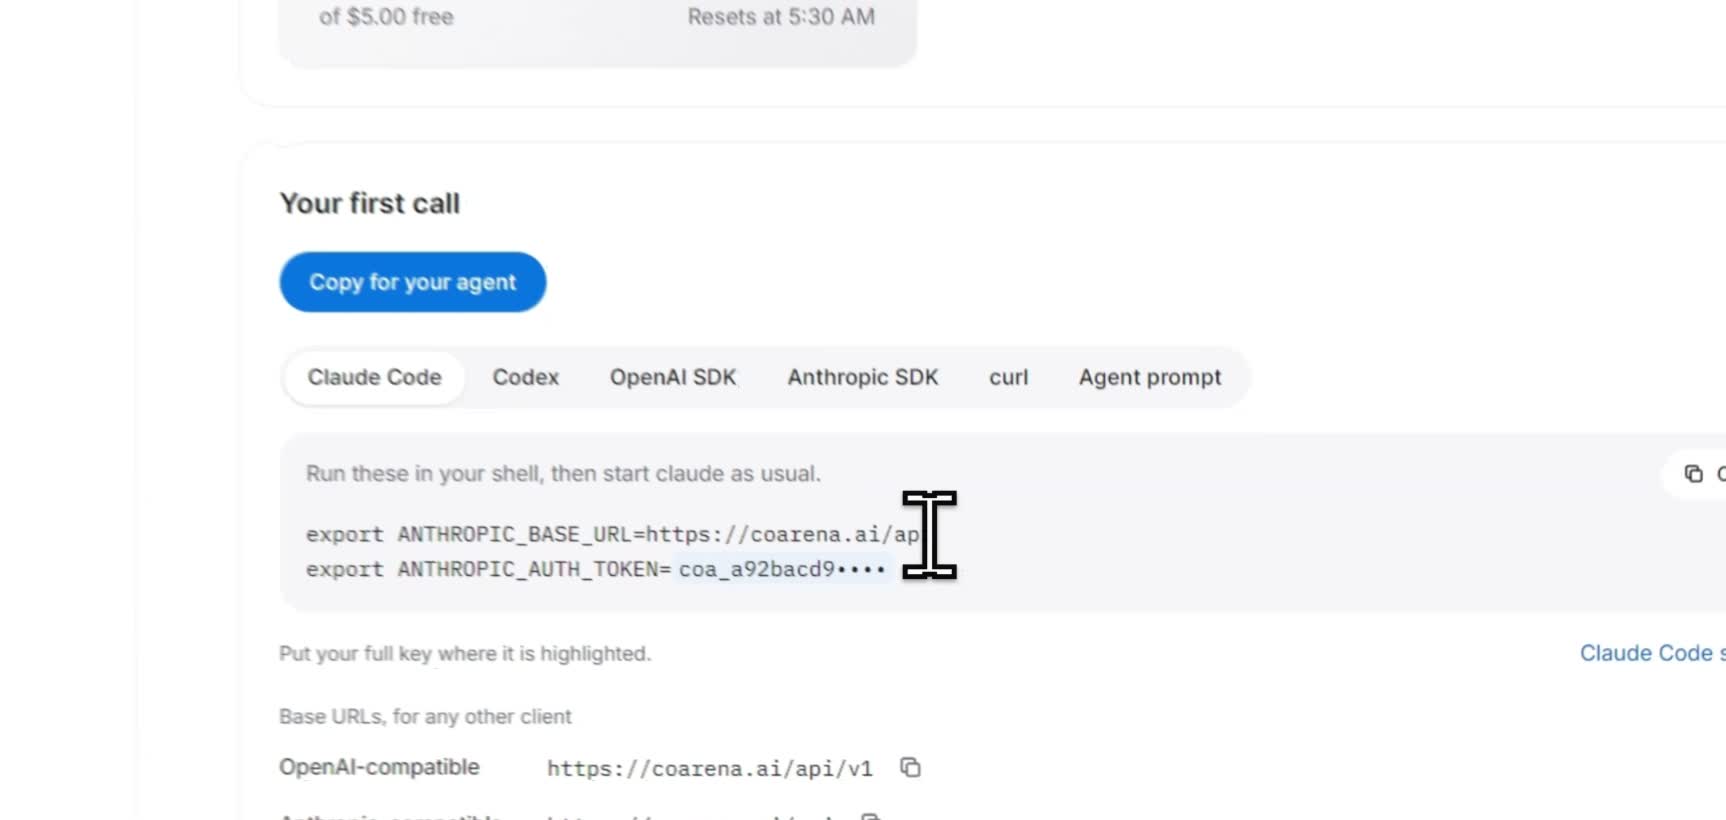 of $5.00 free
Resets at 5:30 AM
Your first call
Copy for your agent
Claude Code
Codex
OpenAI SDK
Anthropic SDK
curl
Agent prompt
Run these in your shell, then start claude as usual.
export ANTHROPIC_BASE_URL=https://coarena.ai/ap
export ANTHROPIC_AUTH_TOKEN= coa_a92bacd9••••
Put your full key where it is highlighted.
Claude Code
Base URLs, for any other client
OpenAI-compatible
https://coarena.ai/api/v1